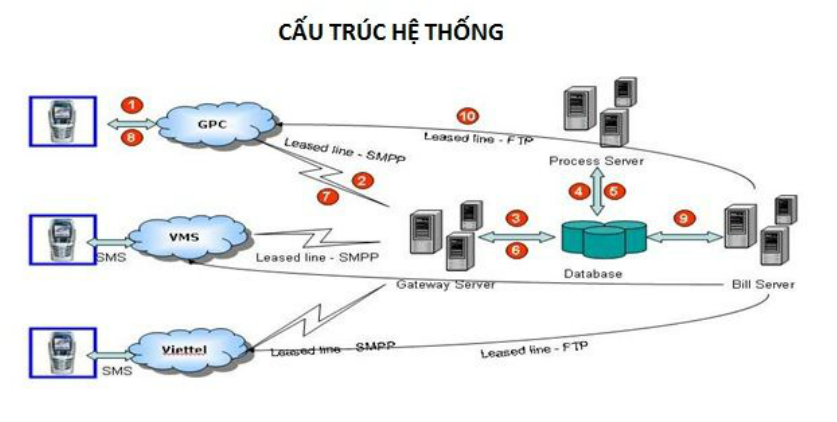 CẤU TRÚC HỆ THỐNG
1
8
GPC
10
Leased line - FTP
Process Server
Leased line - SMPP
2
7
4
5
VMS
SMS
Leased line - SMPP
3
6
9
Gateway Server
Database
Bill Server
Viettel
SMS
Leased line - SMPP
Leased line - FTP